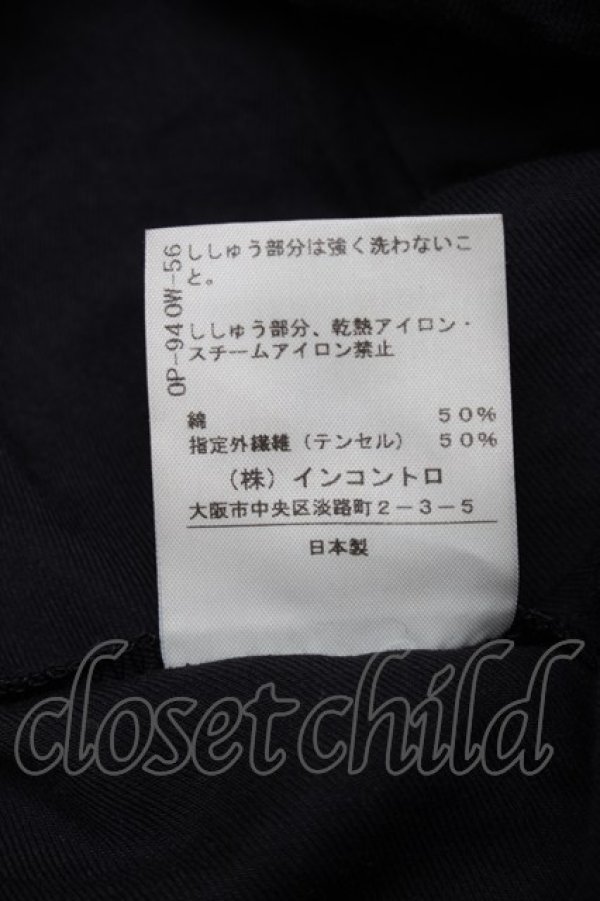 ししゅう部分は強く洗わないこ
と。
ししゅう部分、乾熱アイロン・
スチームアイロン禁止
綿 50%
指定外繊維（テンセル） 50%
（株）インコントロ
大阪市中央区淡路町2－3－5
日本製
OP-940W-56
closet child